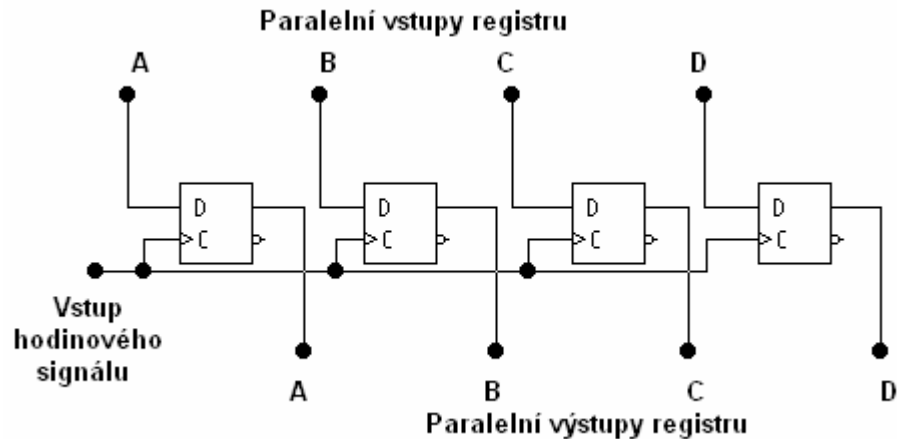 Paralelní vstupy registru
A B C D
D D D D
C C C C
Vstup
hodinového
signálu
A B C D
Paralelní výstupy registru